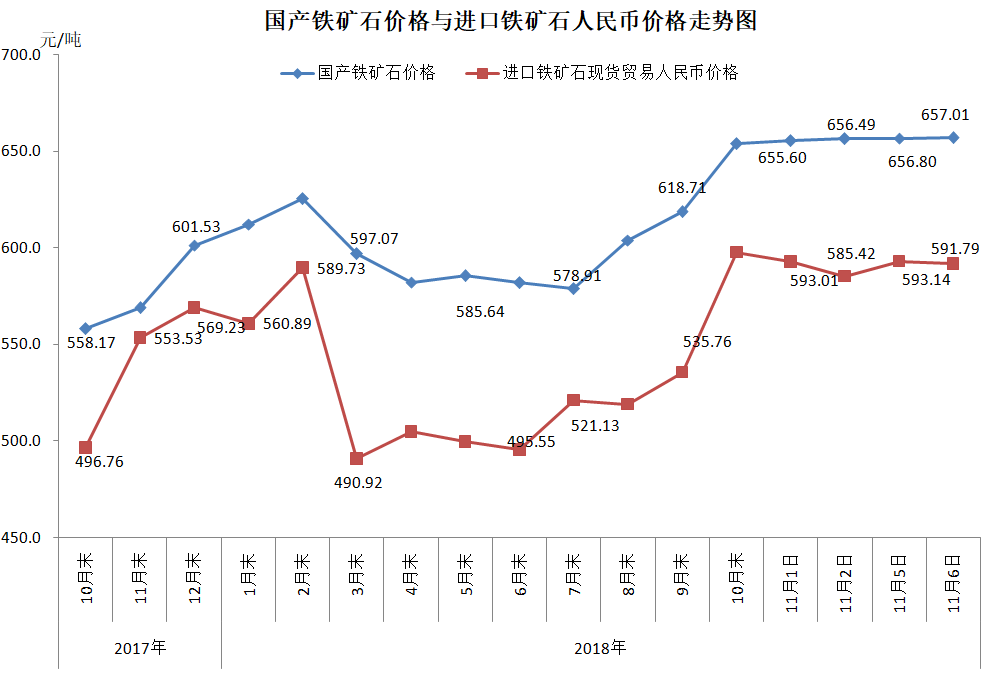 国产铁矿石价格与进口铁矿石人民币价格走势图
元/吨
国产铁矿石价格
进口铁矿石现货贸易人民币价格
700.0
650.0
600.0
550.0
500.0
450.0
558.17
601.53
597.07
585.64
578.91
618.71
655.60
656.49
656.80
657.01
496.76
553.53
569.23
560.89
589.73
490.92
495.55
521.13
535.76
593.01
585.42
593.14
591.79
10月末
11月末
12月末
1月末
2月末
3月末
4月末
5月末
6月末
7月末
8月末
9月末
10月末
11月1日
11月2日
11月5日
11月6日
2017年
2018年